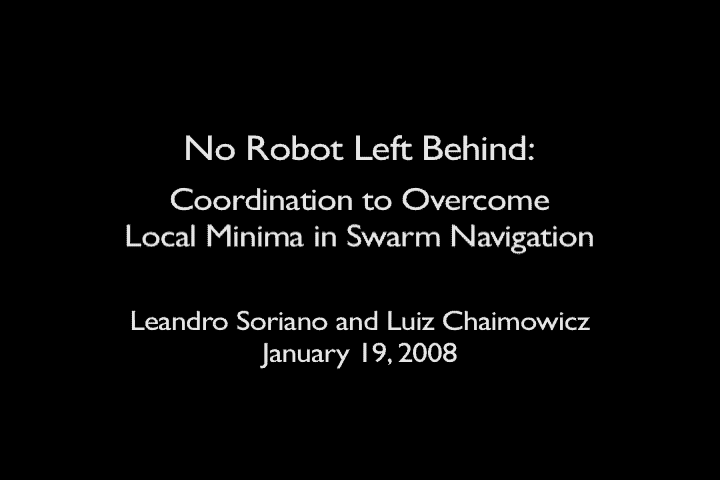 No Robot Left Behind:
Coordination to Overcome
Local Minima in Swarm Navigation
Leandro Soriano and Luiz Chaimowicz
January 19, 2008